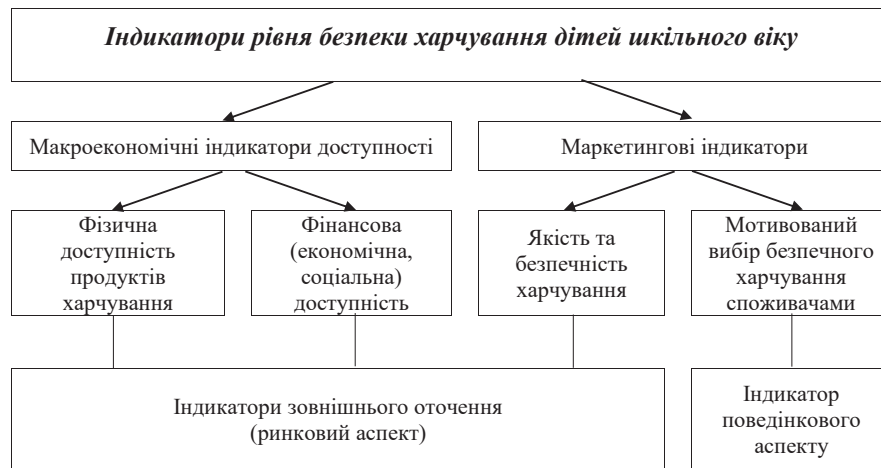 Індикатори рівня безпеки харчування дітей шкільного віку
Макроекономічні індикатори доступності
Маркетингові індикатори
Фізична
доступність
продуктів
харчування
Фінансова
(економічна,
соціальна)
доступність
Якість та
безпечність
харчування
Мотивований
вибір безпечного
харчування
споживачами
Індикатори зовнішнього оточення
(ринковий аспект)
Індикатор
поведінкового
аспекту